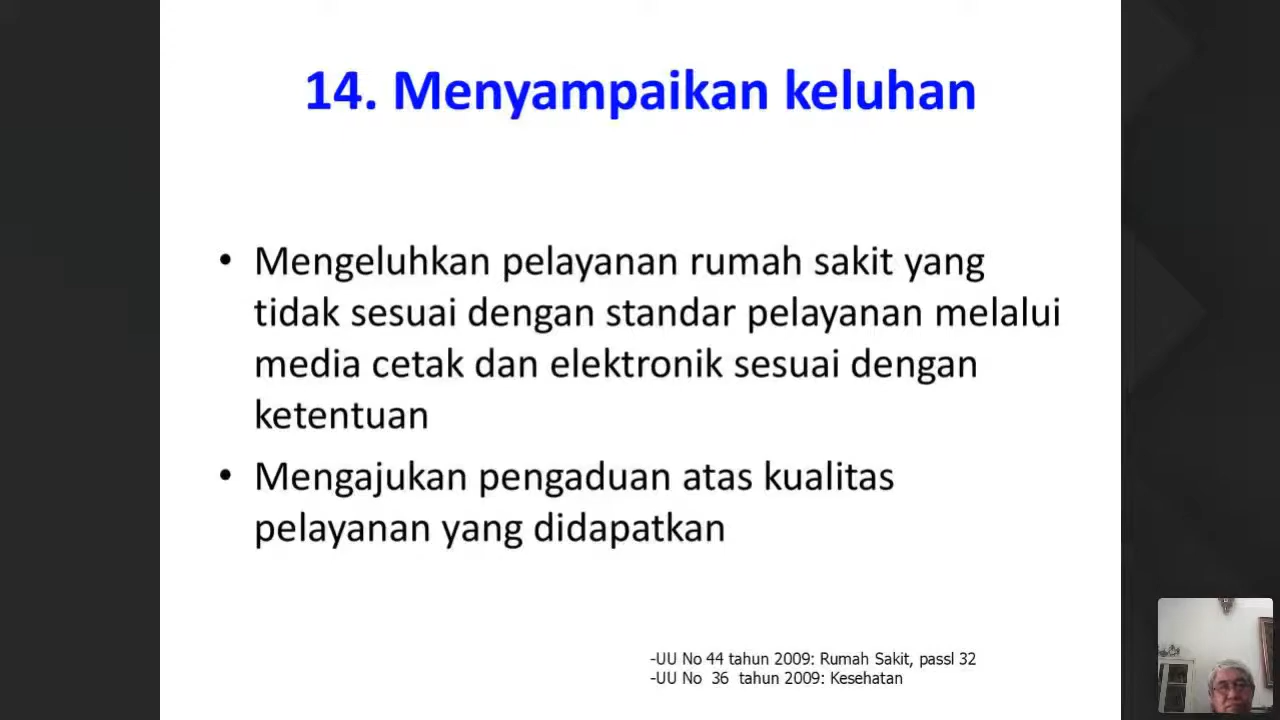 14. Menyampaikan keluhan
• Mengeluhkan pelayanan rumah sakit yang
tidak sesuai dengan standar pelayanan melalui
media cetak dan elektronik sesuai dengan
ketentuan
• Mengajukan pengaduan atas kualitas
pelayanan yang didapatkan
-UU No 44 tahun 2009: Rumah Sakit, passl 32
-UU No  36  tahun 2009: Kesehatan